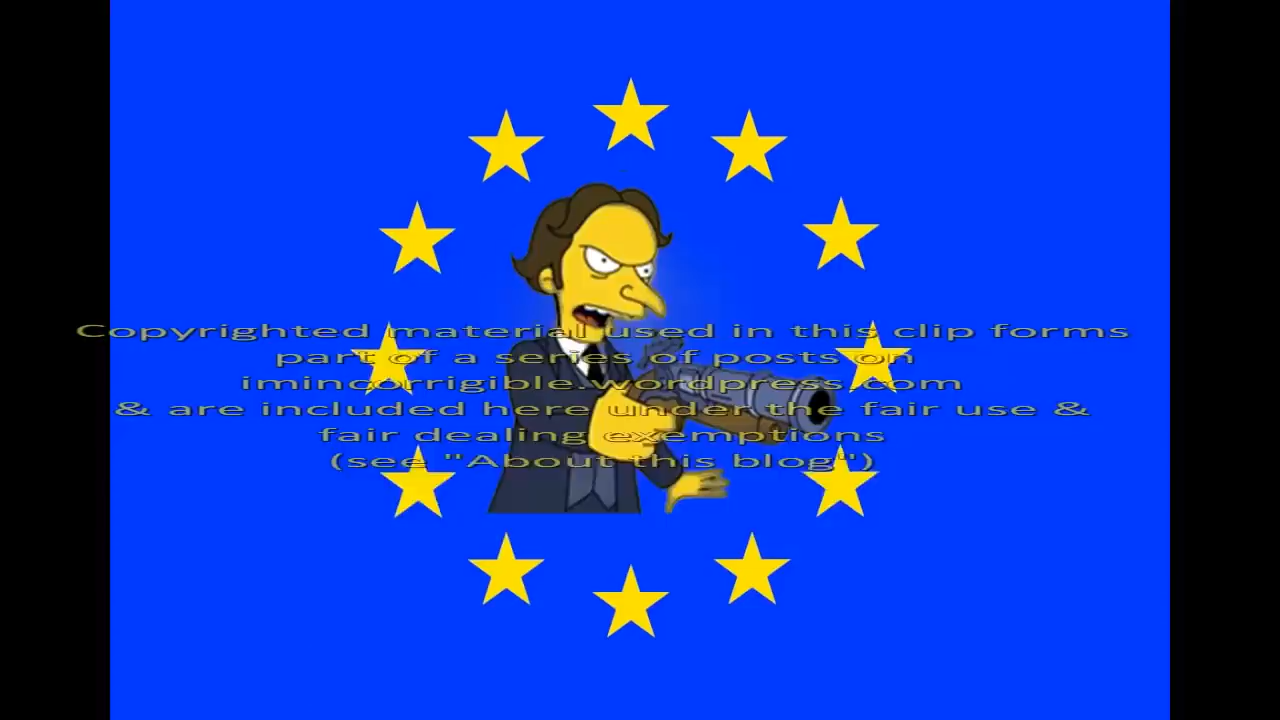 Copyrighted material used in this clip forms
part of a series of posts on
imincorrigible.wordpress.com
& are included here under the fair use &
fair dealing exemptions
(see "About this blog")